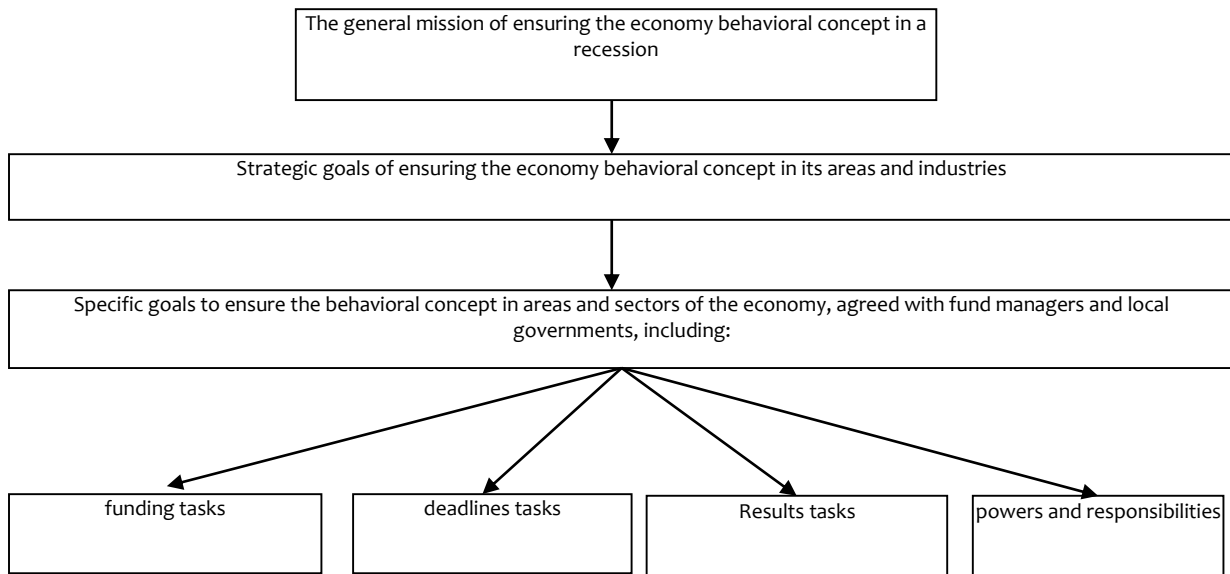 The general mission of ensuring the economy behavioral concept in a
recession
Strategic goals of ensuring the economy behavioral concept in its areas and industries
Specific goals to ensure the behavioral concept in areas and sectors of the economy, agreed with fund managers and local
governments, including:
funding tasks
deadlines tasks
Results tasks
powers and responsibilities